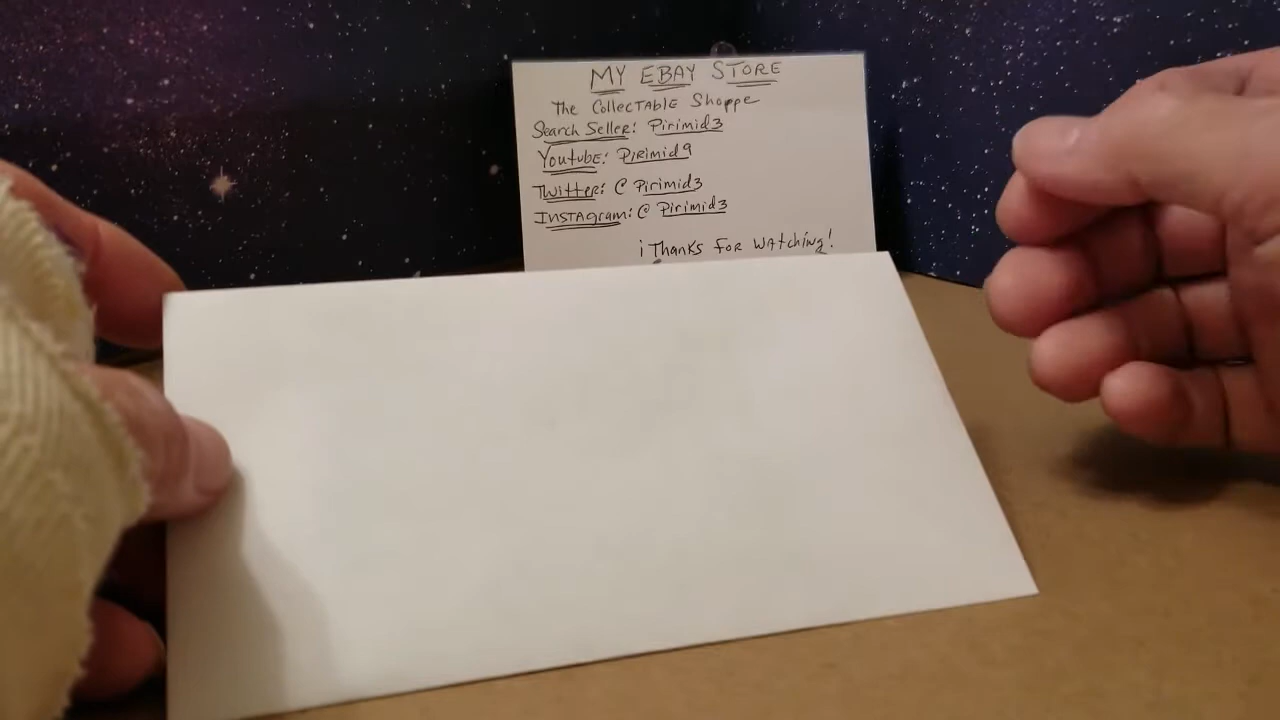 MY EBAY STORE
The CollecTABLE Shoppe
Search Seller: Pirimid3
Youtube: Pirimid9
Twitter: @ Pirimid3
INSTAgram: @ Pirimid3
¡Thanks For Watching!